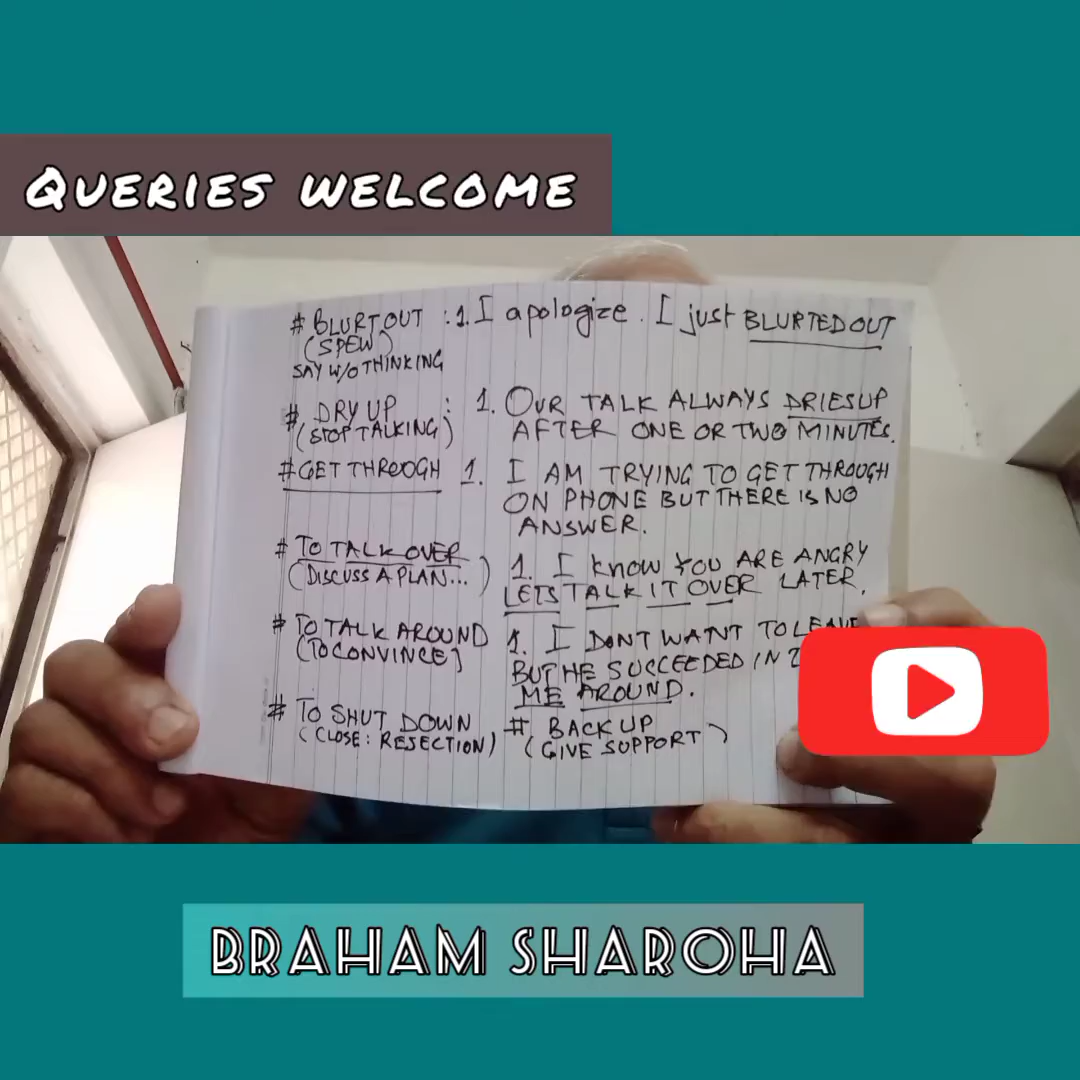 QUERIES WELCOME
# BLURT OUT : 1. I apologize. I just BLURTED OUT
(SPEW)
SAY W/O THINKING
# DRY UP : 1. OUR TALK ALWAYS DRIES UP
(STOP TALKING) AFTER ONE OR TWO MINUTES.
# GET THROUGH 1. I AM TRYING TO GET THROUGH
ON PHONE BUT THERE IS NO
ANSWER.
# TO TALK OVER 1. I KNOW YOU ARE ANGRY
(DISCUSS A PLAN...) LETS TALK IT OVER LATER.
# TO TALK AROUND 1. I DONT WANT TO LEAVE
(TO CONVINCE) BUT HE SUCCEEDED IN
ME AROUND.
# TO SHUT DOWN # BACK UP
(CLOSE: REJECTION) (GIVE SUPPORT)
BRAHAM SHAROHA